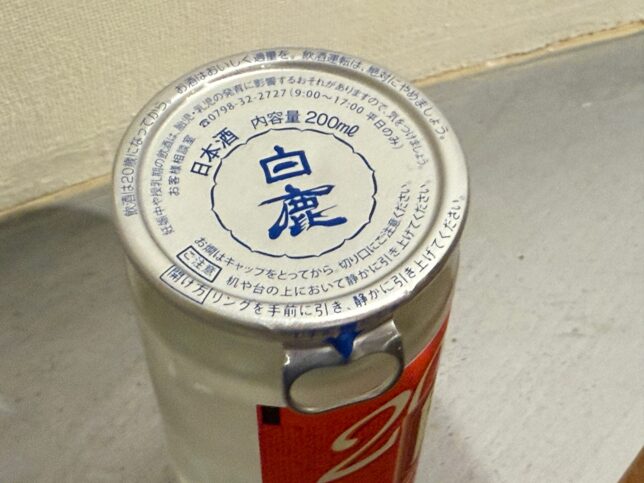 飲酒は20歳になってから。お酒はおいしく適量を。飲酒運転は、絶対にやめましょう。
妊娠中や授乳期の飲酒は、胎児・乳児の発育に影響するおそれがありますので、気をつけましょう。
お客様相談室 ☎0798-32-2727(9:00〜17:00 平日のみ)
日本酒 内容量 200ml
白鹿
お燗はキャップをとってから。切り口にご注意ください。
ご注意 机や台の上において静かに引き上げてください。
開け方 リングを手前に引き、静かに引き上げてください。